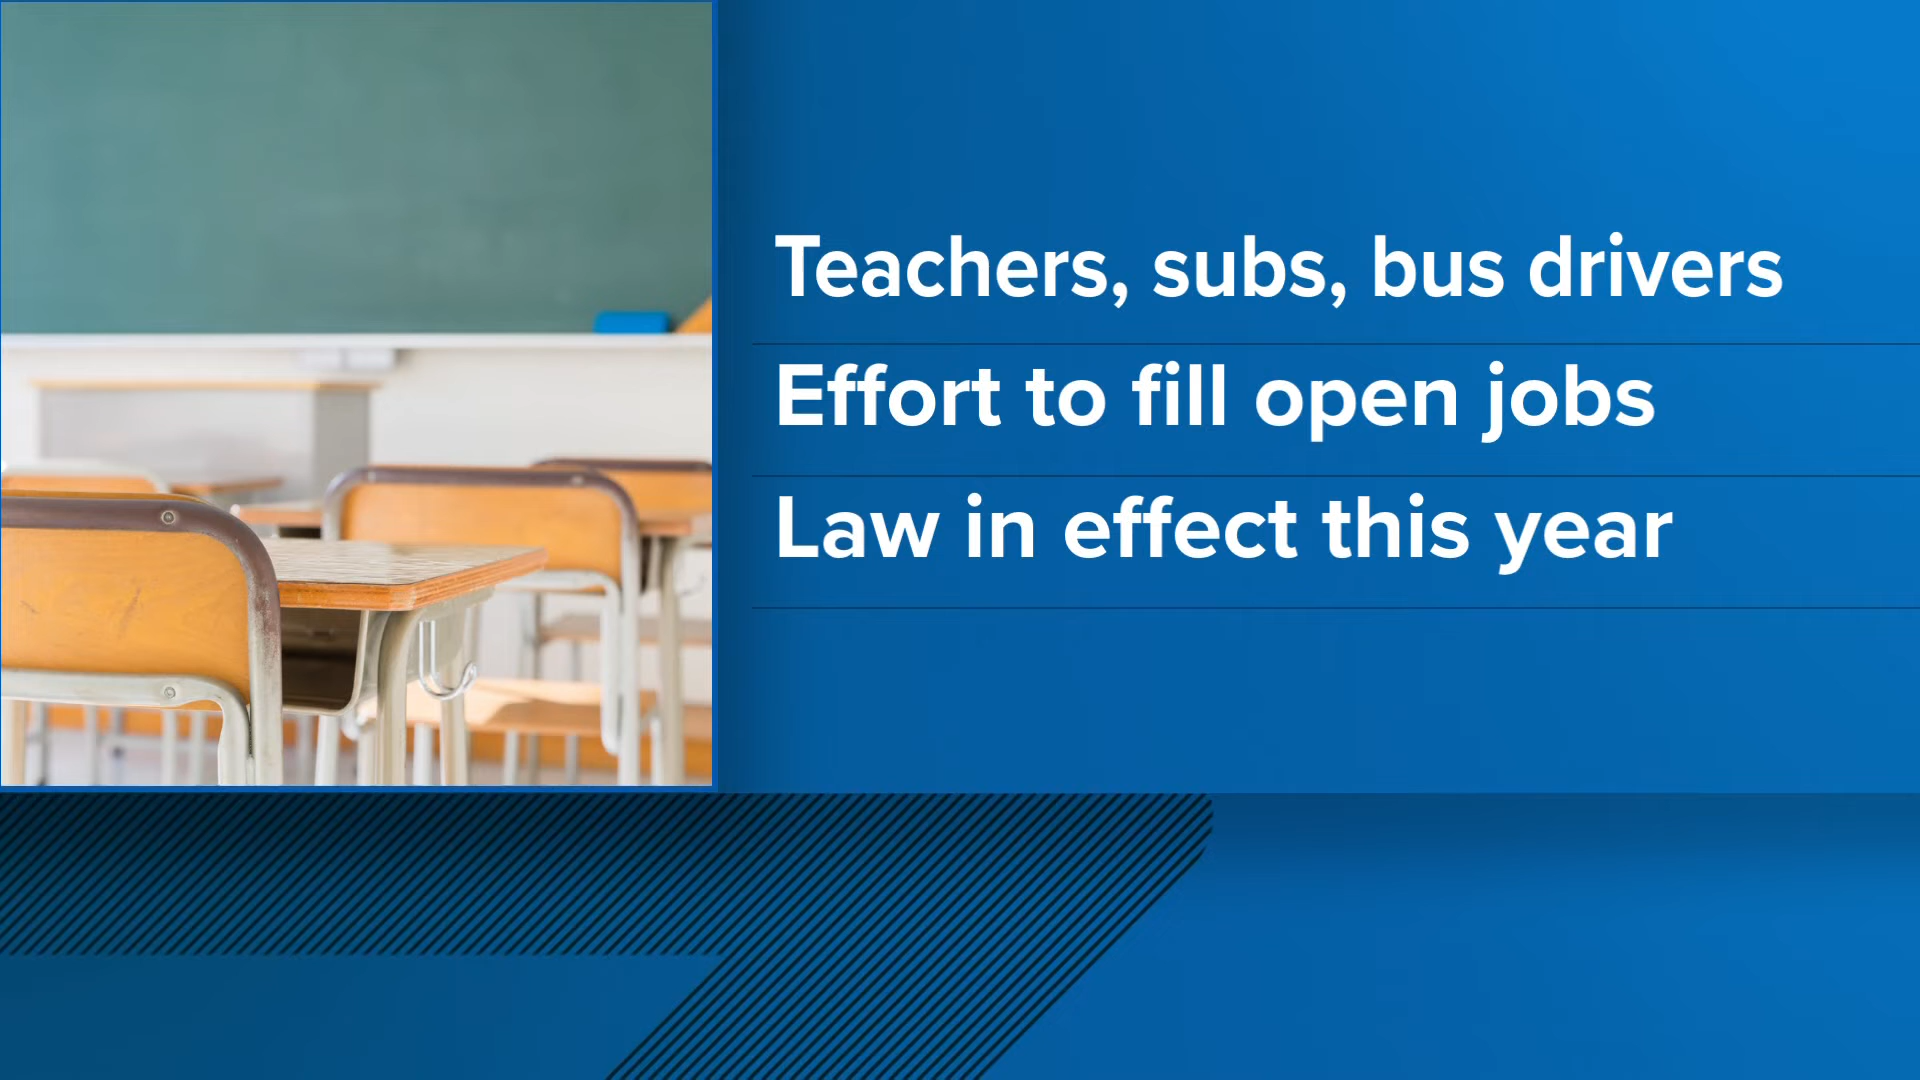 Teachers, subs, bus drivers
Effort to fill open jobs
Law in effect this year